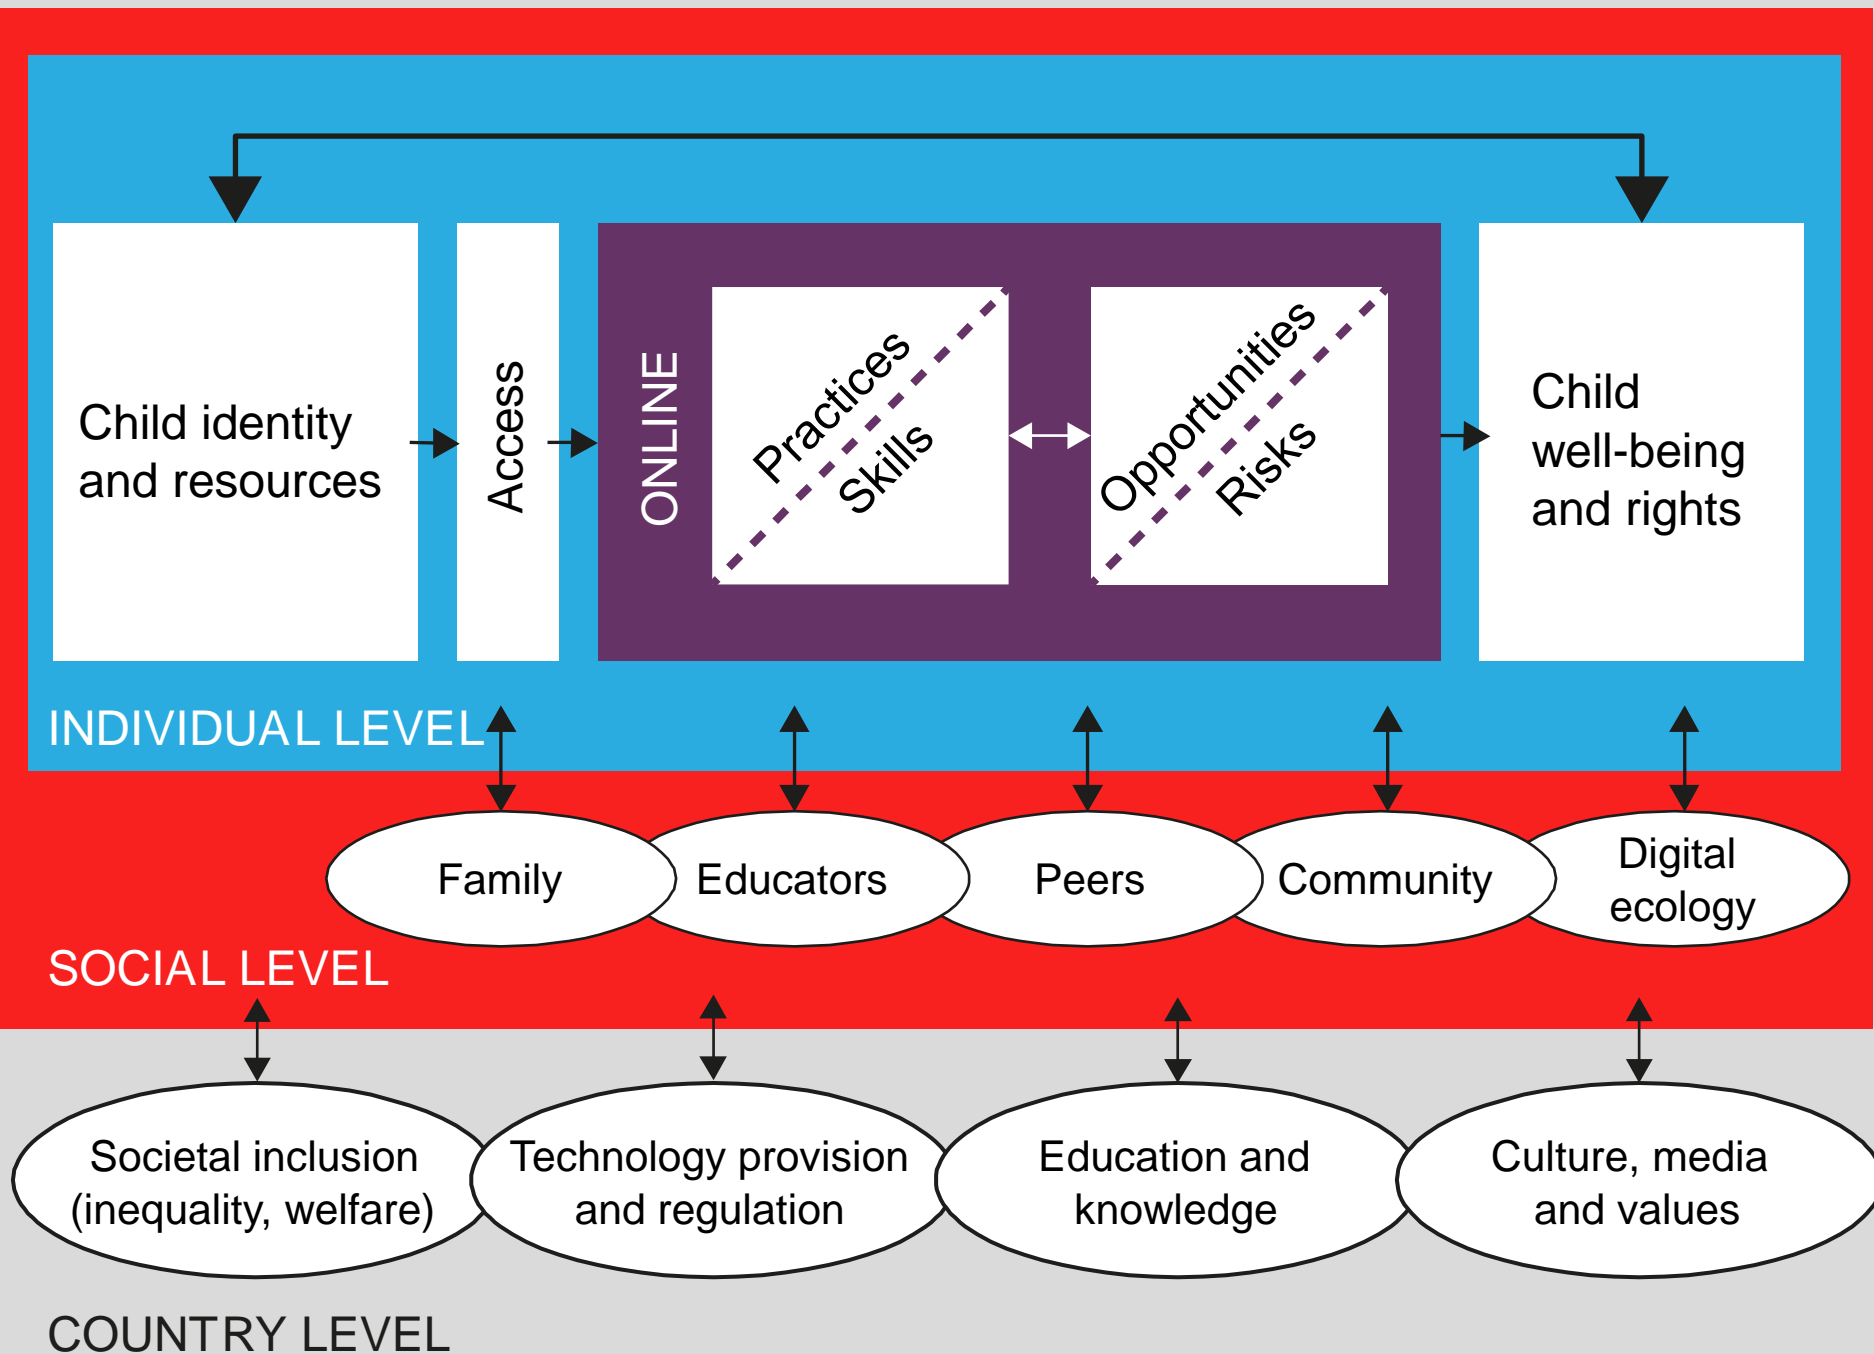 Child identity
and resources
Access
ONLINE
Practices
Skills
Opportunities
Risks
Child
well-being
and rights
INDIVIDUAL LEVEL
Family
Educators
Peers
Community
Digital
ecology
SOCIAL LEVEL
Societal inclusion
(inequality, welfare)
Technology provision
and regulation
Education and
knowledge
Culture, media
and values
COUNTRY LEVEL